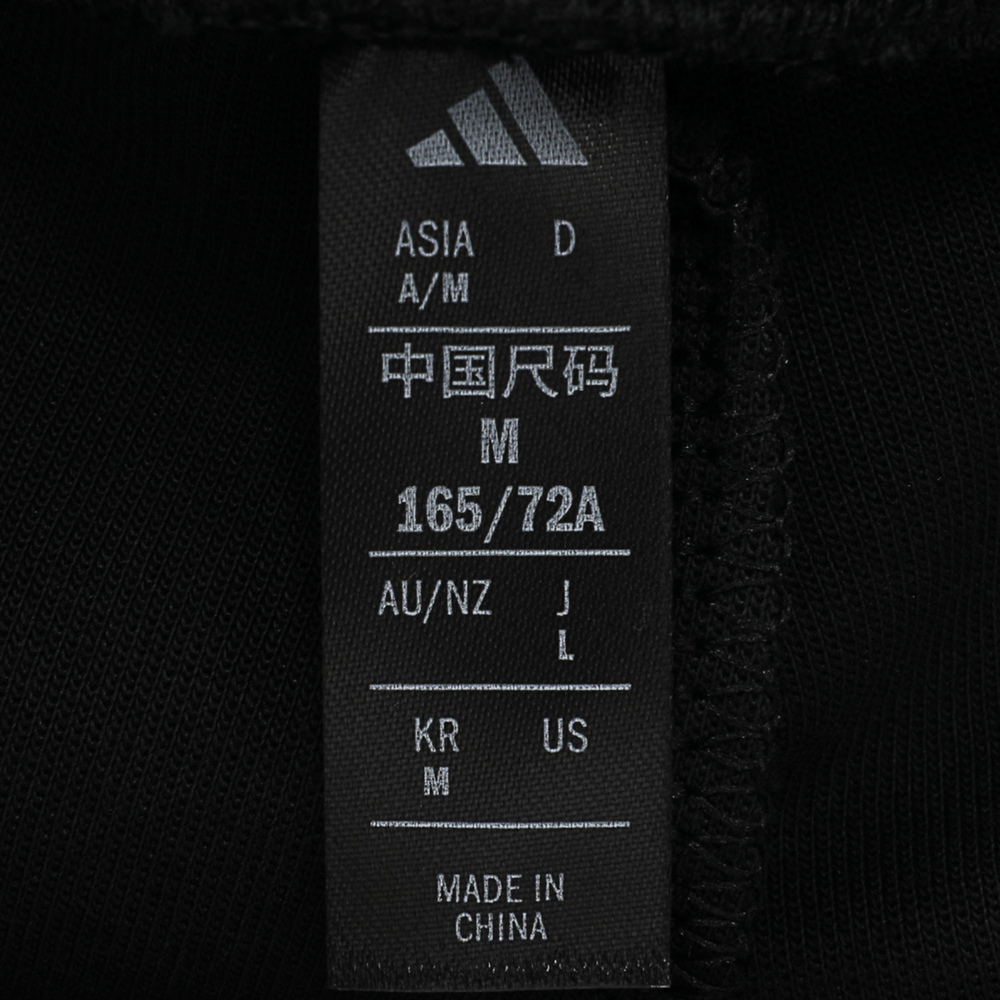 ASIA D
A/M
中国尺码
M
165/72A
AU/NZ J
L
KR US
M
MADE IN
CHINA